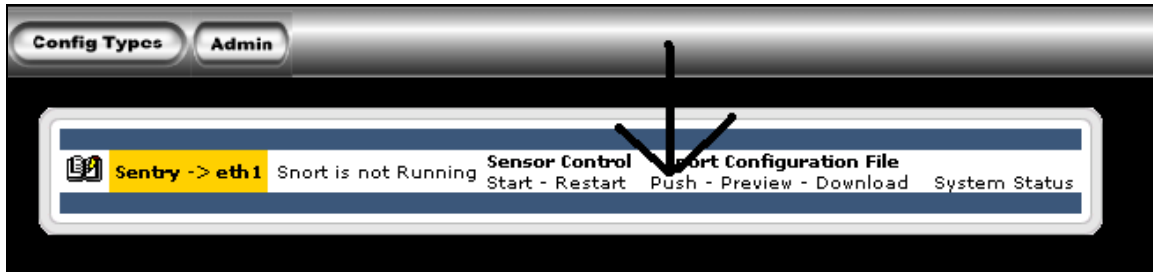 Config Types Admin
Sentry -> eth1 Snort is not Running Sensor Control Configuration File
Start - Restart Push - Preview - Download System Status